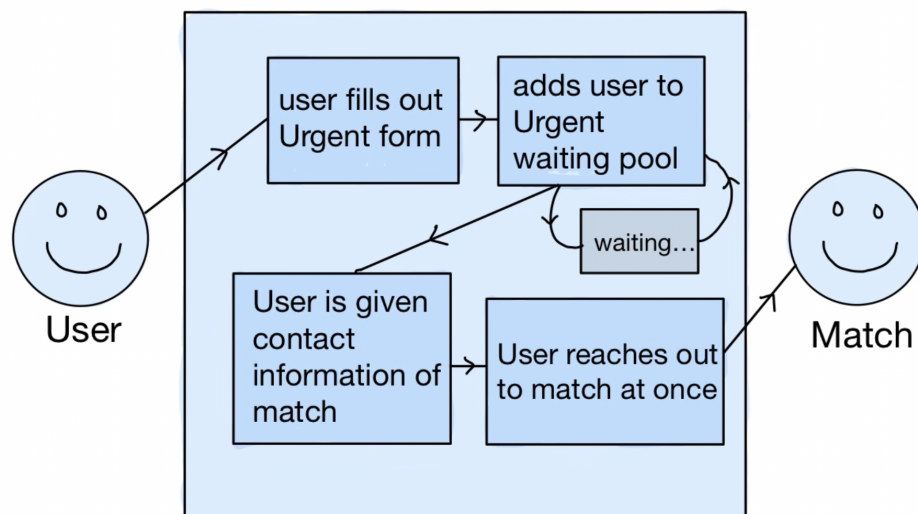 user fills out
Urgent form
adds user to
Urgent
waiting pool
waiting...
User
Match
User is given
contact
information of
match
User reaches out
to match at once